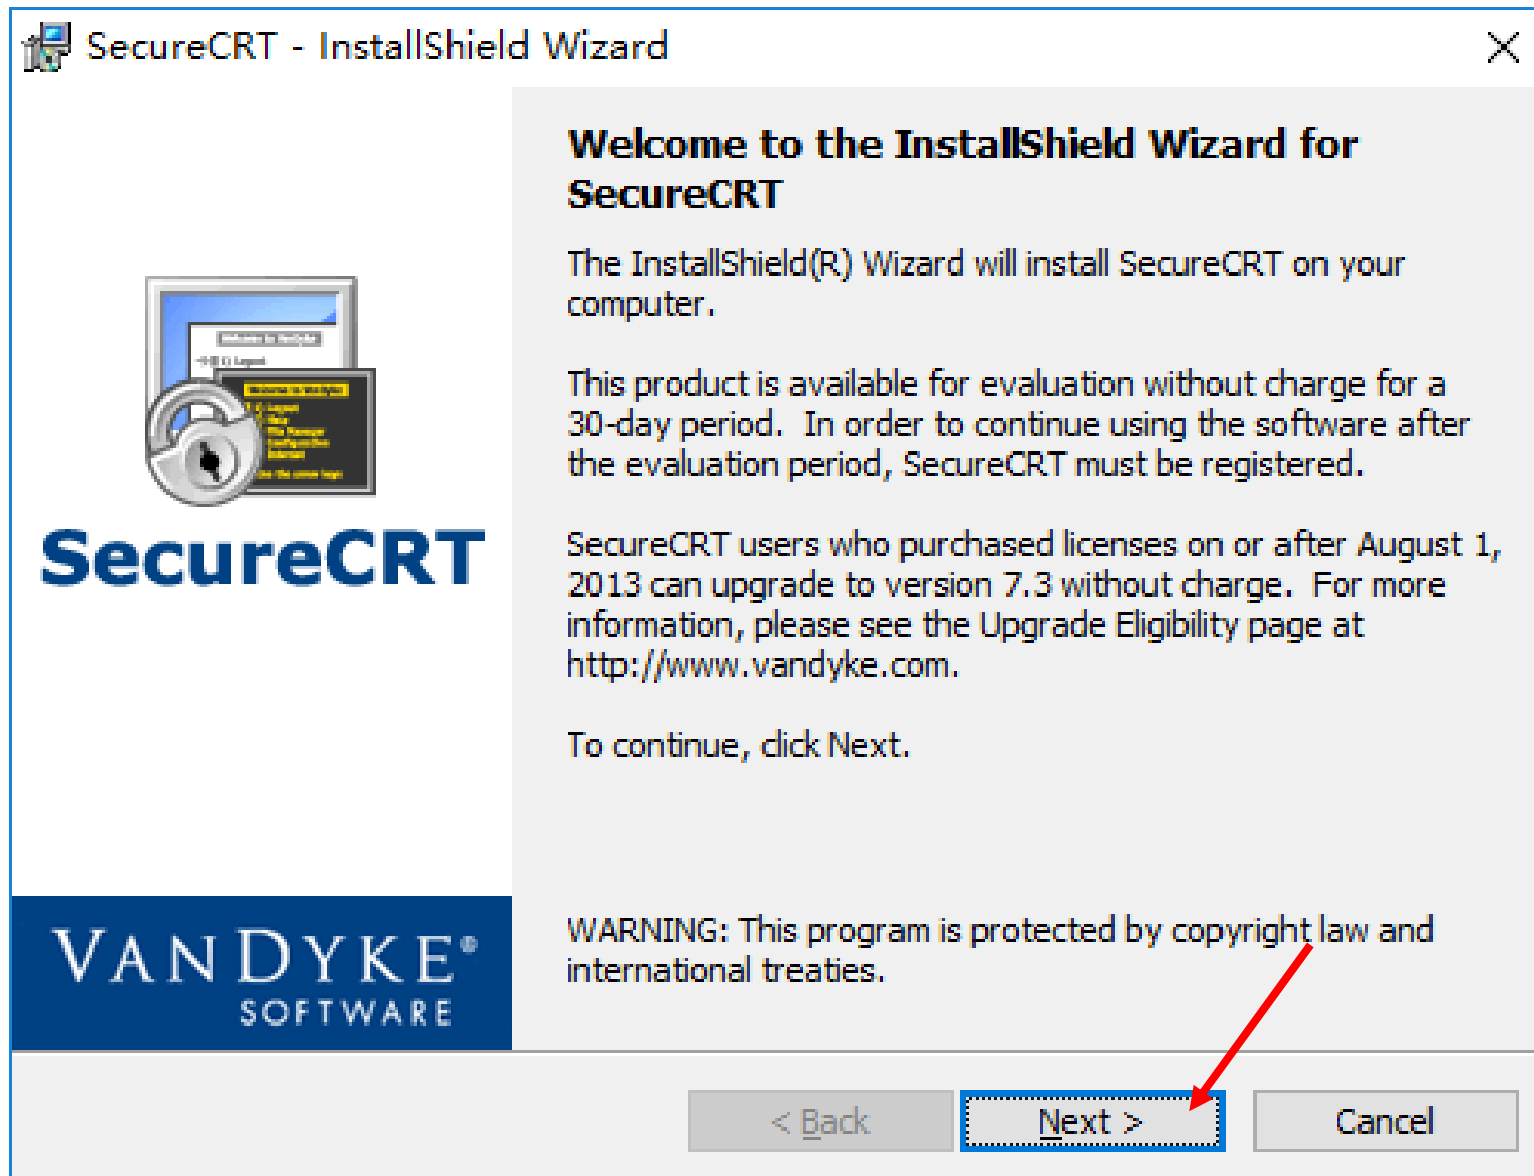 SecureCRT - InstallShield Wizard
Welcome to the InstallShield Wizard for
SecureCRT
The InstallShield(R) Wizard will install SecureCRT on your
computer.
This product is available for evaluation without charge for a
30-day period.  In order to continue using the software after
the evaluation period, SecureCRT must be registered.
SecureCRT users who purchased licenses on or after August 1,
2013 can upgrade to version 7.3 without charge.  For more
information, please see the Upgrade Eligibility page at
http://www.vandyke.com.
To continue, click Next.
WARNING: This program is protected by copyright law and
international treaties.
SecureCRT
VANDYKE®
SOFTWARE
< Back
Next >
Cancel